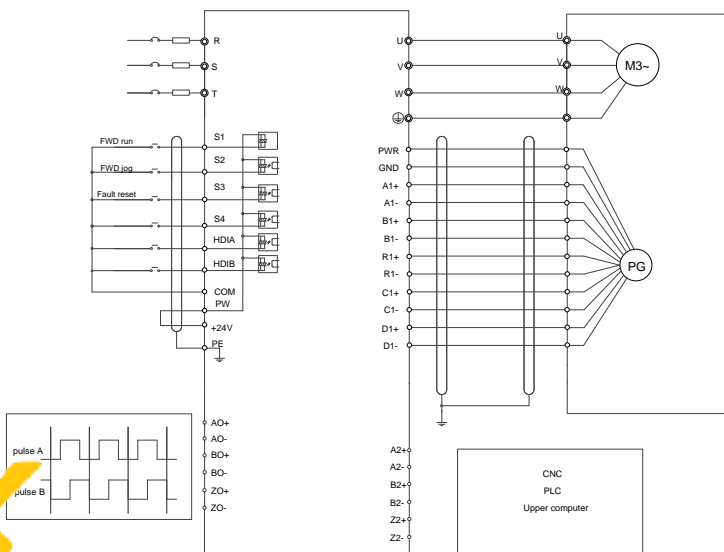 R
S
T
U
V
W
U
V
W
M3~
FWD run
S1
FWD jog
S2
Fault reset
S3
S4
HDIA
HDIB
COM
PW
+24V
PE
PWR
GND
A1+
A1-
B1+
B1-
R1+
R1-
C1+
C1-
D1+
D1-
PG
pulse A
pulse B
AO+
AO-
BO+
BO-
ZO+
ZO-
A2+
A2-
B2+
B2-
Z2+
Z2-
CNC
PLC
Upper computer